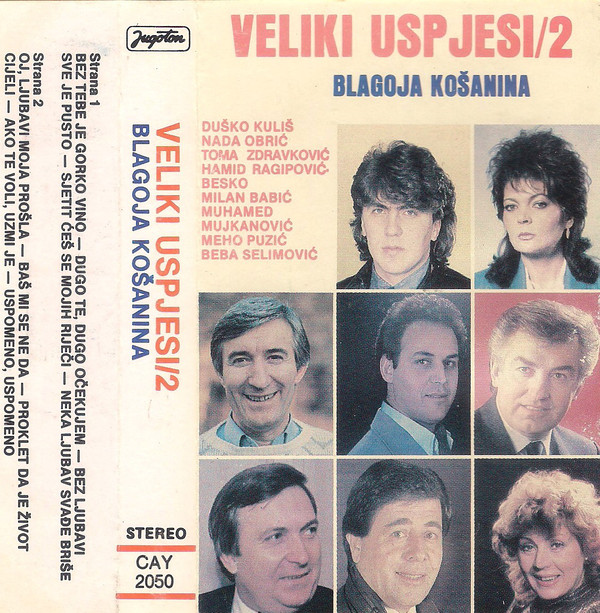 VELIKI USPJESI/2
BLAGOJA KOŠANINA
DUŠKO KULIŠ
NADA OBRIĆ
TOMA ZDRAVKOVIĆ
HAMID RAGIPOVIĆ-
BESKO
MILAN BABIĆ
MUHAMED
MUJKANOVIĆ
MEHO PUZIĆ
BEBA SELIMOVIĆ
Jugoton
VELIKI USPJESI/2
BLAGOJA KOŠANINA
STEREO
CAY
2050
Strana 1
BEZ TEBE JE GORKO VINO — DUGO TE, DUGO OČEKUJEM — BEZ LJUBAVI
SVE JE PUSTO — SJETIT ĆEŠ SE MOJIH RIJEČI — NEKA LJUBAV SVAĐE BRIŠE
Strana 2
OJ, LJUBAVI MOJA PROŠLA — BAŠ MI SE NE DA — PROKLET DA JE ŽIVOT
CIJELI — AKO TE VOLI, UZMI JE — USPOMENO, USPOMENO